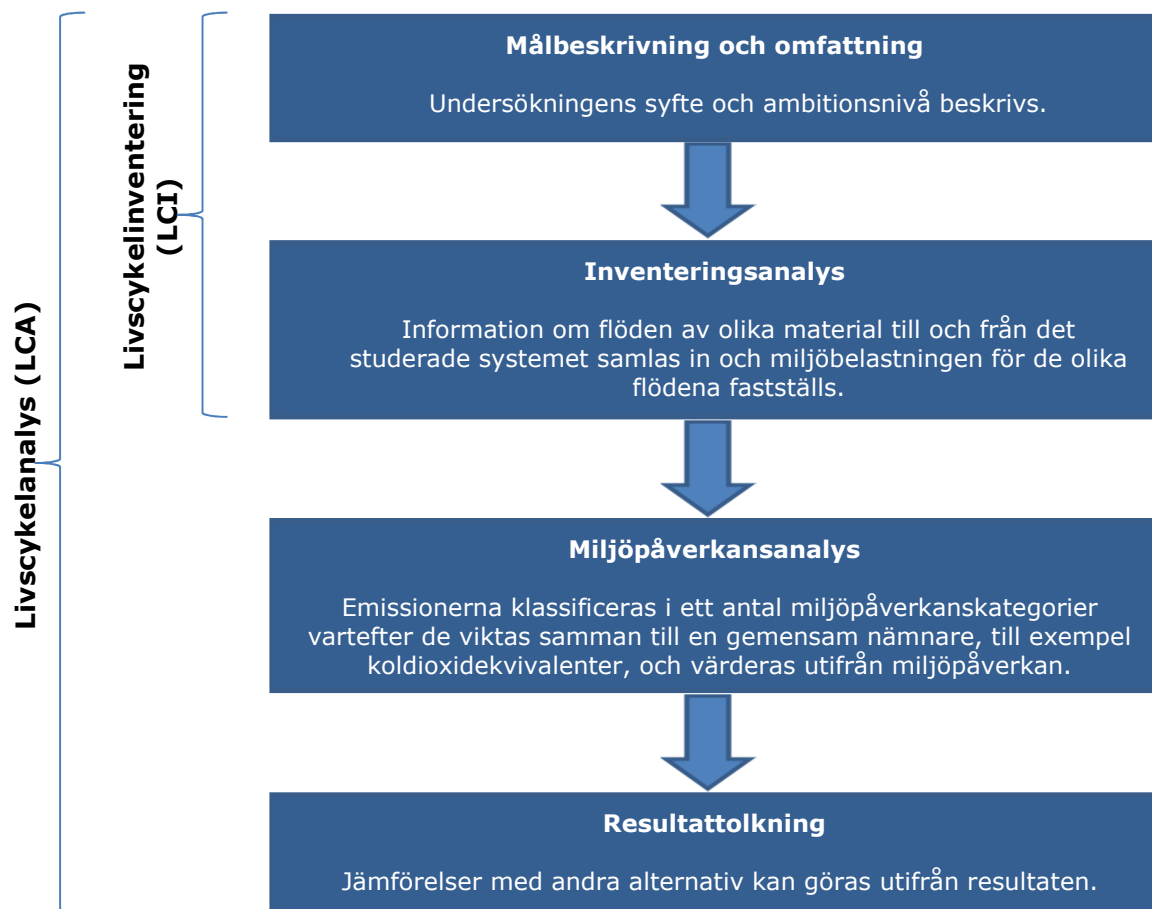 Livscykelanalys (LCA)
Livscykelinventering
(LCI)
Målbeskrivning och omfattning
Undersökningens syfte och ambitionsnivå beskrivs.
Inventeringsanalys
Information om flöden av olika material till och från det
studerade systemet samlas in och miljöbelastningen för de olika
flödena fastställs.
Miljöpåverkansanalys
Emissionerna klassificeras i ett antal miljöpåverkanskategorier
vartefter de viktas samman till en gemensam nämnare, till exempel
koldioxidekvivalenter, och värderas utifrån miljöpåverkan.
Resultattolkning
Jämförelser med andra alternativ kan göras utifrån resultaten.